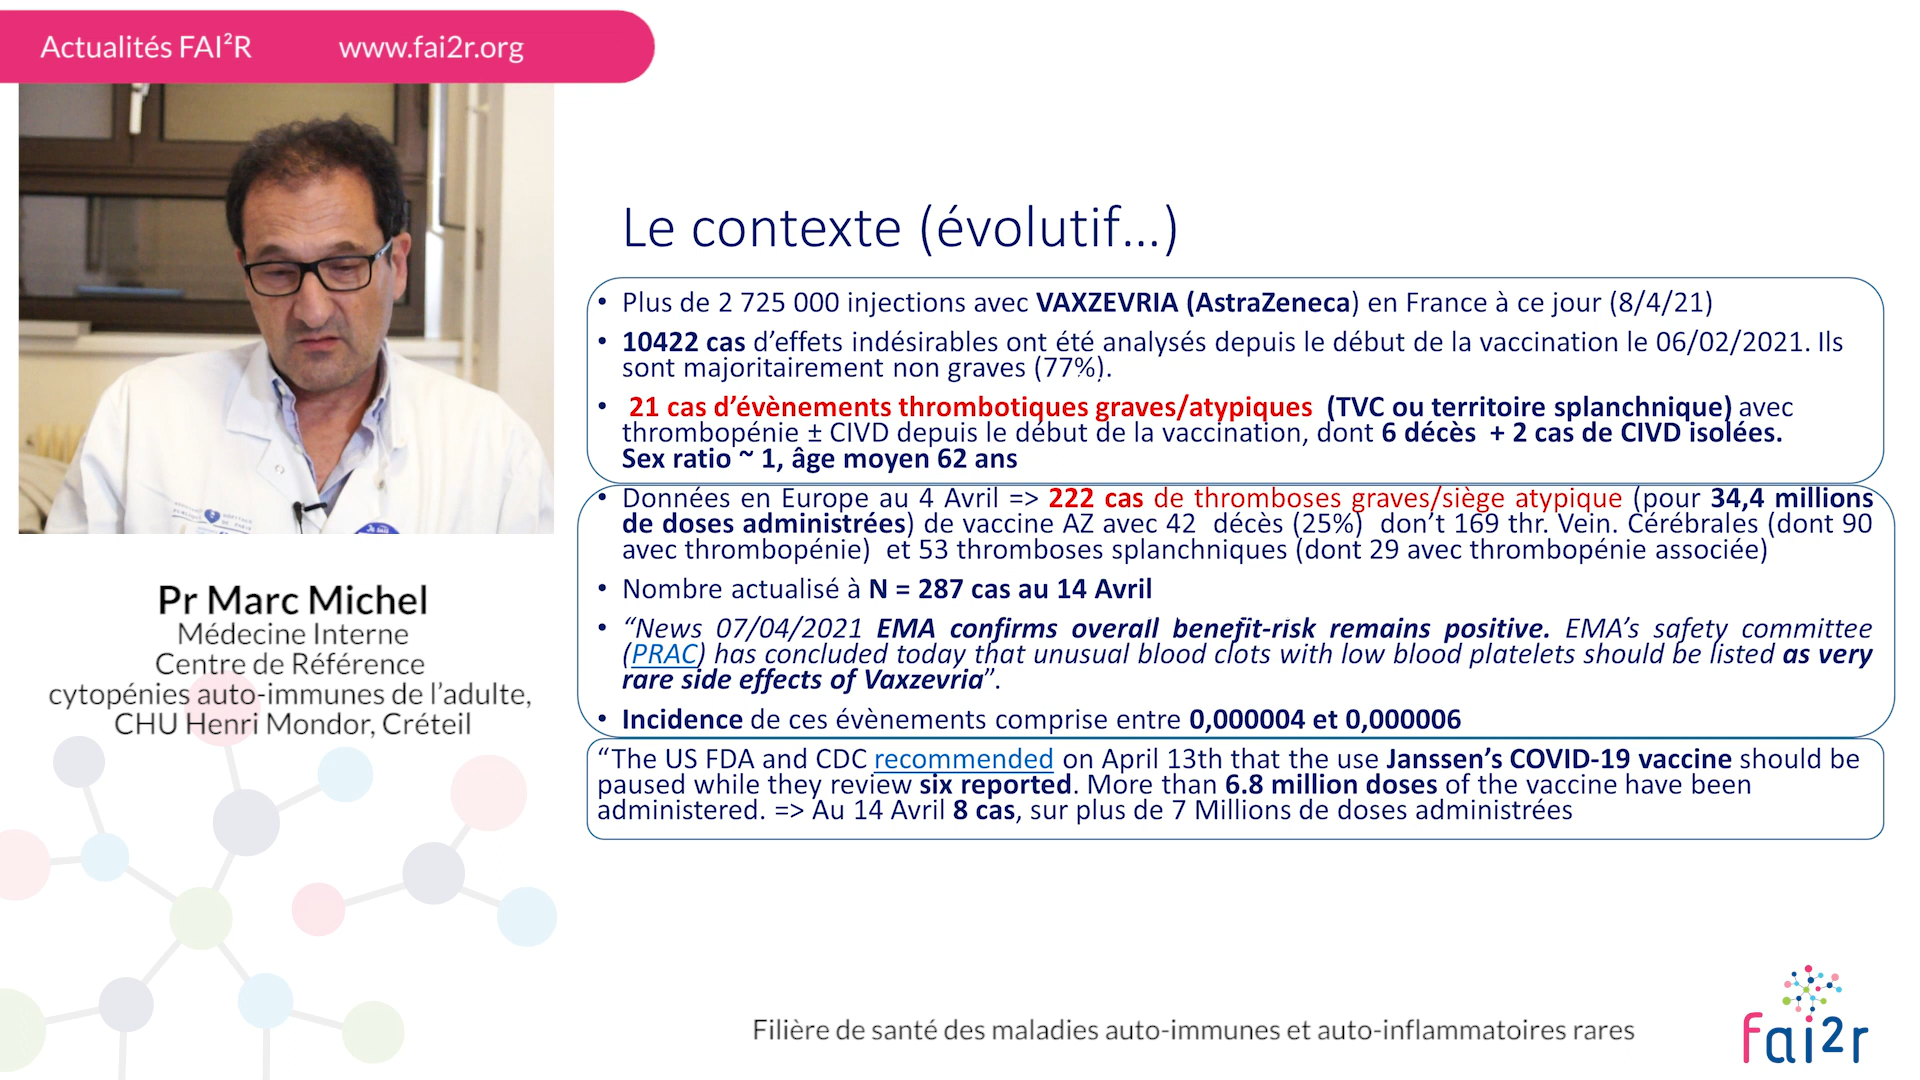 Actualités FAI²R www.fai2r.org
Le contexte (évolutif…)
• Plus de 2 725 000 injections avec VAXZEVRIA (AstraZeneca) en France à ce jour (8/4/21)
• 10422 cas d’effets indésirables ont été analysés depuis le début de la vaccination le 06/02/2021. Ils
sont majoritairement non graves (77%).
• 21 cas d’évènements thrombotiques graves/atypiques (TVC ou territoire splanchnique) avec
thrombopénie ± CIVD depuis le début de la vaccination, dont 6 décès + 2 cas de CIVD isolées.
Sex ratio ~ 1, âge moyen 62 ans
• Données en Europe au 4 Avril => 222 cas de thromboses graves/siège atypique (pour 34,4 millions
de doses administrées) de vaccine AZ avec 42 décès (25%) don’t 169 thr. Vein. Cérébrales (dont 90
avec thrombopénie) et 53 thromboses splanchniques (dont 29 avec thrombopénie associée)
• Nombre actualisé à N = 287 cas au 14 Avril
• “News 07/04/2021 EMA confirms overall benefit-risk remains positive. EMA’s safety committee
(PRAC) has concluded today that unusual blood clots with low blood platelets should be listed as very
rare side effects of Vaxzevria”.
• Incidence de ces évènements comprise entre 0,000004 et 0,000006
“The US FDA and CDC recommended on April 13th that the use Janssen’s COVID-19 vaccine should be
paused while they review six reported. More than 6.8 million doses of the vaccine have been
administered. => Au 14 Avril 8 cas, sur plus de 7 Millions de doses administrées
Pr Marc Michel
Médecine Interne
Centre de Référence
cytopénies auto-immunes de l’adulte,
CHU Henri Mondor, Créteil
Filière de santé des maladies auto-immunes et auto-inflammatoires rares
fai2r